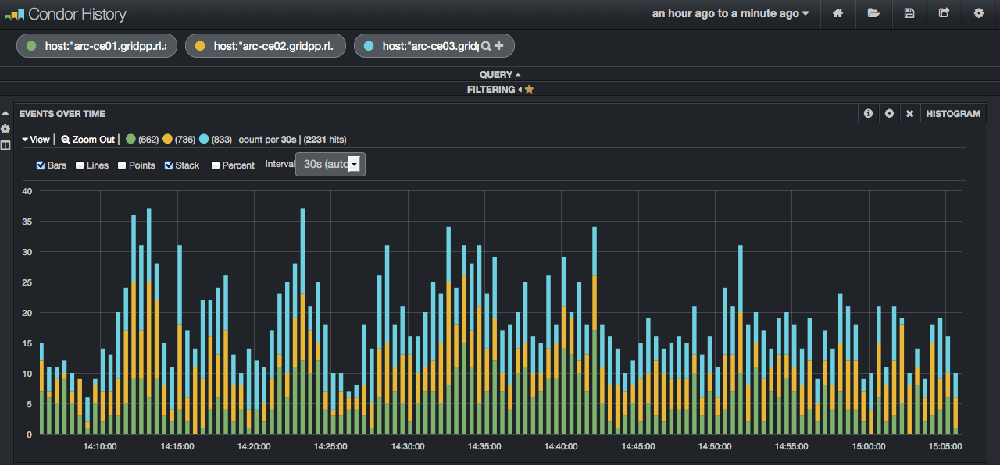 Condor History
an hour ago to a minute ago
host:"arc-ce01.gridpp.rl.a
host:"arc-ce02.gridpp.rl.a
host:"arc-ce03.grid
QUERY
FILTERING
EVENTS OVER TIME
HISTOGRAM
View | Zoom Out | (662) (736) (833) count per 30s | (2231 hits)
Bars Lines Points Stack Percent Interval 30s (auto
40
35
30
25
20
15
10
5
0
14:10:00 14:15:00 14:20:00 14:25:00 14:30:00 14:35:00 14:40:00 14:45:00 14:50:00 14:55:00 15:00:00 15:05:00